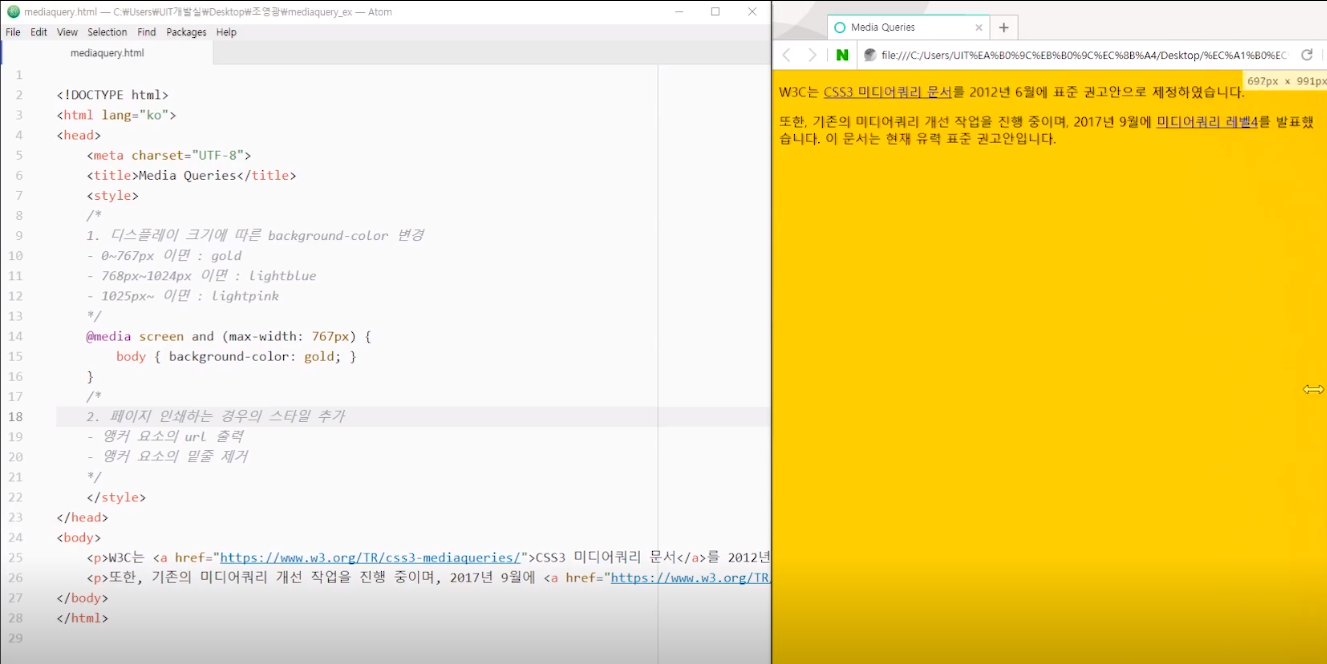 mediaquery.html — C:₩Users₩UIT개발실₩Desktop₩조영광₩mediaquery_ex — Atom
File Edit View Selection Find Packages Help
mediaquery.html
1
2 <!DOCTYPE html>
3 <html lang="ko">
4 <head>
5 <meta charset="UTF-8">
6 <title>Media Queries</title>
7 <style>
8 /*
9 1. 디스플레이 크기에 따른 background-color 변경
10 - 0~767px 이면 : gold
11 - 768px~1024px 이면 : lightblue
12 - 1025px~ 이면 : lightpink
13 */
14 @media screen and (max-width: 767px) {
15 body { background-color: gold; }
16 }
17 /*
18 2. 페이지 인쇄하는 경우의 스타일 추가
19 - 앵커 요소의 url 출력
20 - 앵커 요소의 밑줄 제거
21 */
22 </style>
23 </head>
24 <body>
25 <p>W3C는 <a href="https://www.w3.org/TR/css3-mediaqueries/">CSS3 미디어쿼리 문서</a>를 2012년
26 <p>또한, 기존의 미디어쿼리 개선 작업을 진행 중이며, 2017년 9월에 <a href="https://www.w3.org/TR
27 </body>
28 </html>
29
Media Queries
N file:///C:/Users/UIT%EA%B0%9C%EB%B0%9C%EC%8B%A4/Desktop/%EC%A1%B0%EC
697px × 991px
W3C는 CSS3 미디어쿼리 문서를 2012년 6월에 표준 권고안으로 제정하였습니다.
또한, 기존의 미디어쿼리 개선 작업을 진행 중이며, 2017년 9월에 미디어쿼리 레벨4를 발표했
습니다. 이 문서는 현재 유력 표준 권고안입니다.